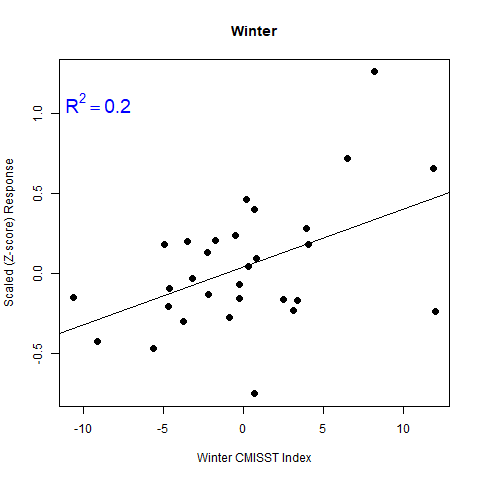 Winter
R² = 0.2
Scaled (Z-score) Response
1.0
0.5
0.0
-0.5
-10 -5 0 5 10
Winter CMISST Index